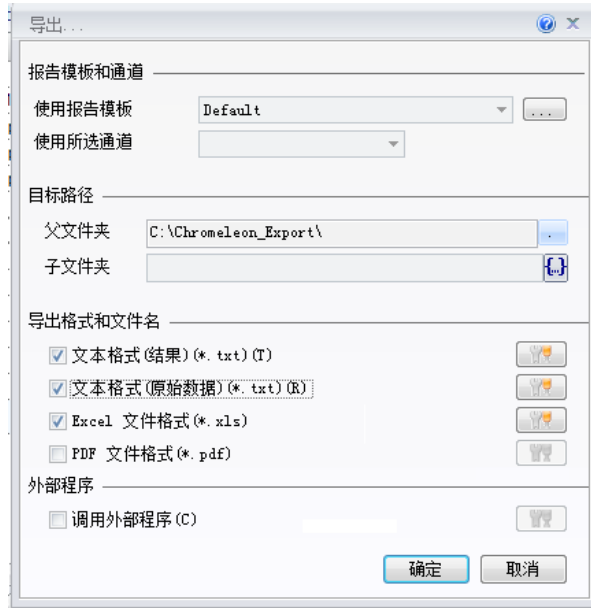 导出...
报告模板和通道
使用报告模板 Default ...
使用所选通道
目标路径
父文件夹 C:\Chromeleon_Export\ .
子文件夹 {...}
导出格式和文件名
文本格式(结果)(*.txt)(T)
文本格式(原始数据)(*.txt)(R)
Excel 文件格式(*.xls)
PDF 文件格式(*.pdf)
外部程序
调用外部程序(C)
确定 取消